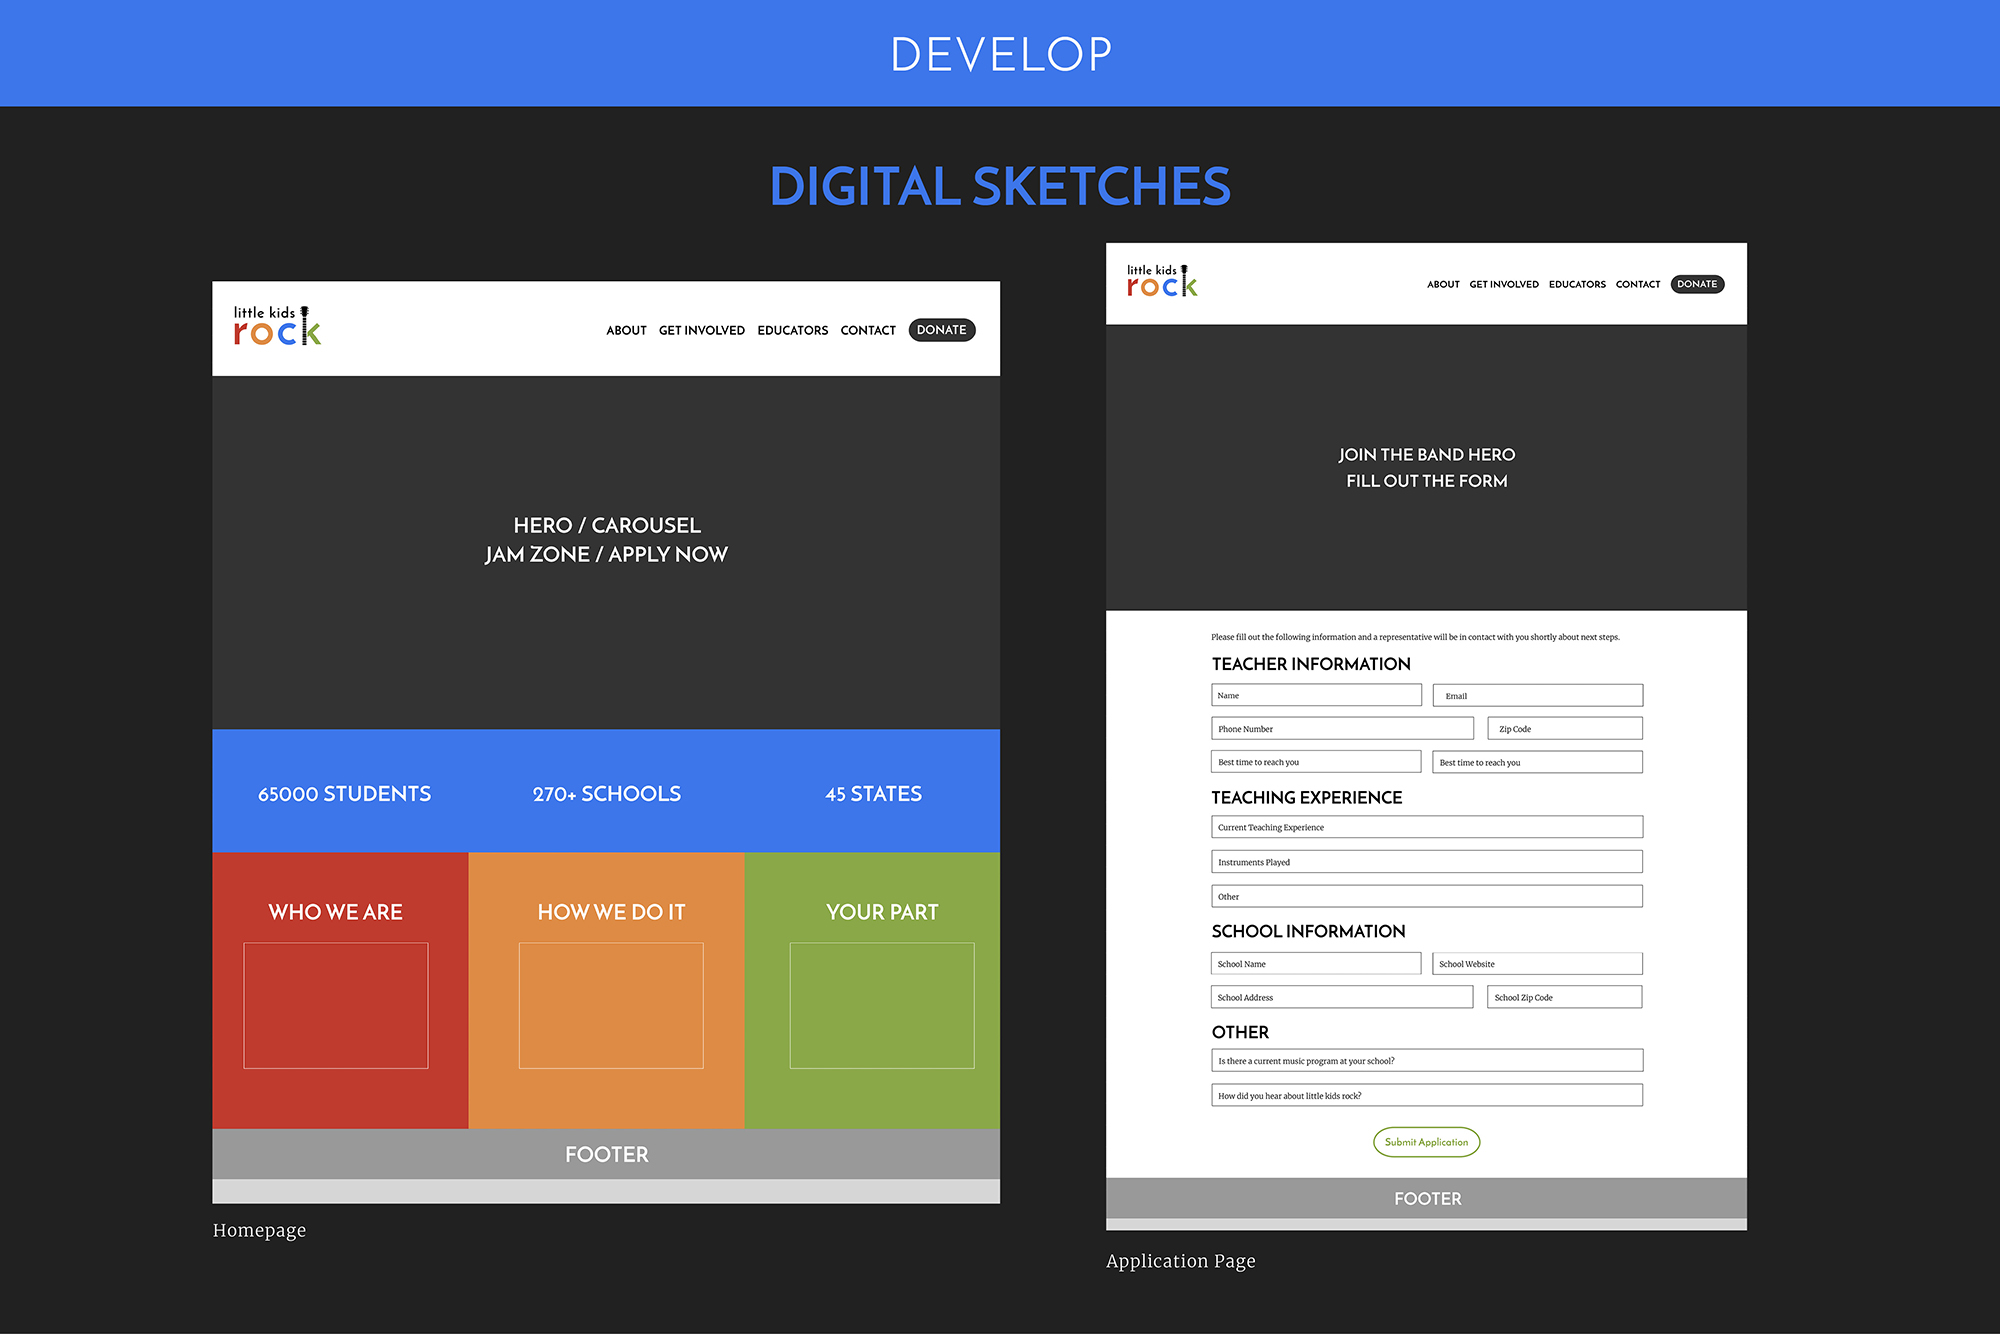 DEVELOP
DIGITAL SKETCHES
little kids
rock
ABOUT GET INVOLVED EDUCATORS CONTACT DONATE
HERO / CAROUSEL
JAM ZONE / APPLY NOW
65000 STUDENTS 270+ SCHOOLS 45 STATES
WHO WE ARE HOW WE DO IT YOUR PART
FOOTER
Homepage
little kids
rock
ABOUT GET INVOLVED EDUCATORS CONTACT DONATE
JOIN THE BAND HERO
FILL OUT THE FORM
Please fill out the following information and a representative will be in contact with you shortly about next steps.
TEACHER INFORMATION
Name Email
Phone Number Zip Code
Best time to reach you Best time to reach you
TEACHING EXPERIENCE
Current Teaching Experience
Instruments Played
Other
SCHOOL INFORMATION
School Name School Website
School Address School Zip Code
OTHER
Is there a current music program at your school?
How did you hear about little kids rock?
Submit Application
FOOTER
Application Page